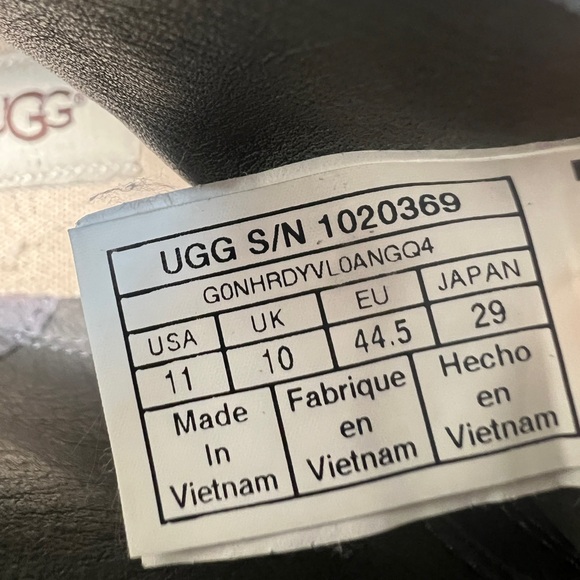 UGG®
UGG S/N 1020369
G0NHRDYVL0ANGQ4
USA UK EU JAPAN
11 10 44.5 29
Made In Vietnam
Fabrique en Vietnam
Hecho en Vietnam